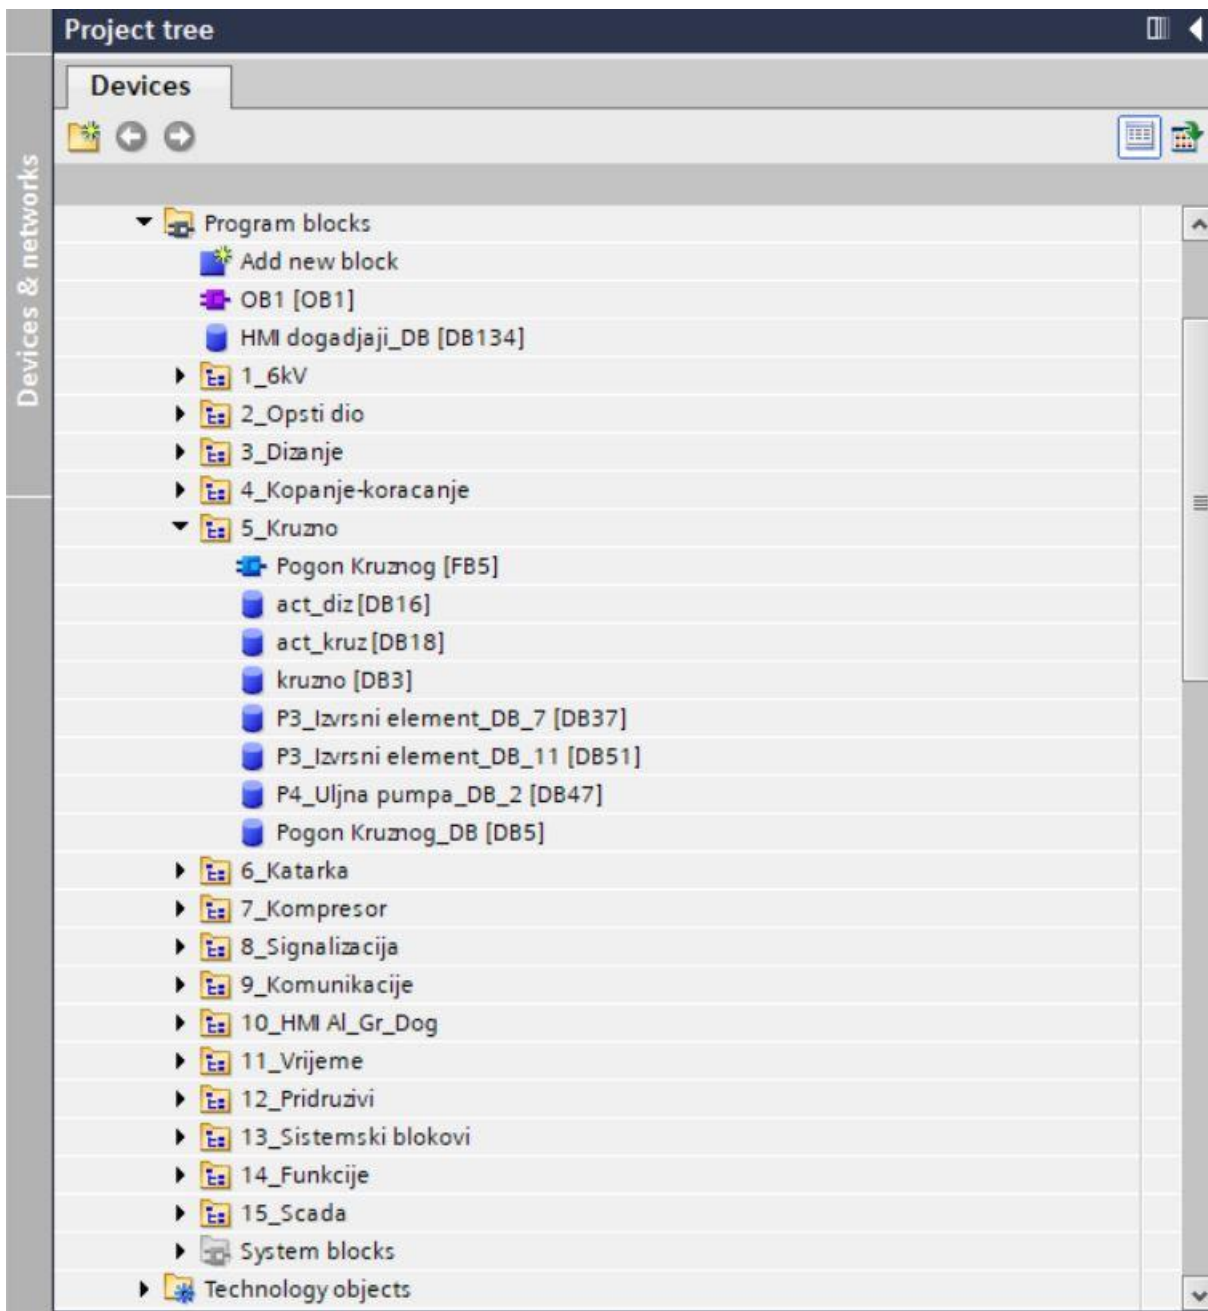 Project tree
Devices
Devices & networks
Program blocks
Add new block
OB1 [OB1]
HMI dogadjaji_DB [DB134]
1_6kV
2_Opsti dio
3_Dizanje
4_Kopanje-koracanje
5_Kruzno
Pogon Kruznog [FB5]
act_diz [DB16]
act_kruz [DB18]
kruzno [DB3]
P3_Izvrsni element_DB_7 [DB37]
P3_Izvrsni element_DB_11 [DB51]
P4_Uljna pumpa_DB_2 [DB47]
Pogon Kruznog_DB [DB5]
6_Katarka
7_Kompresor
8_Signalizacija
9_Komunikacije
10_HMI Al_Gr_Dog
11_Vrijeme
12_Pridruzivi
13_Sistemski blokovi
14_Funkcije
15_Scada
System blocks
Technology objects